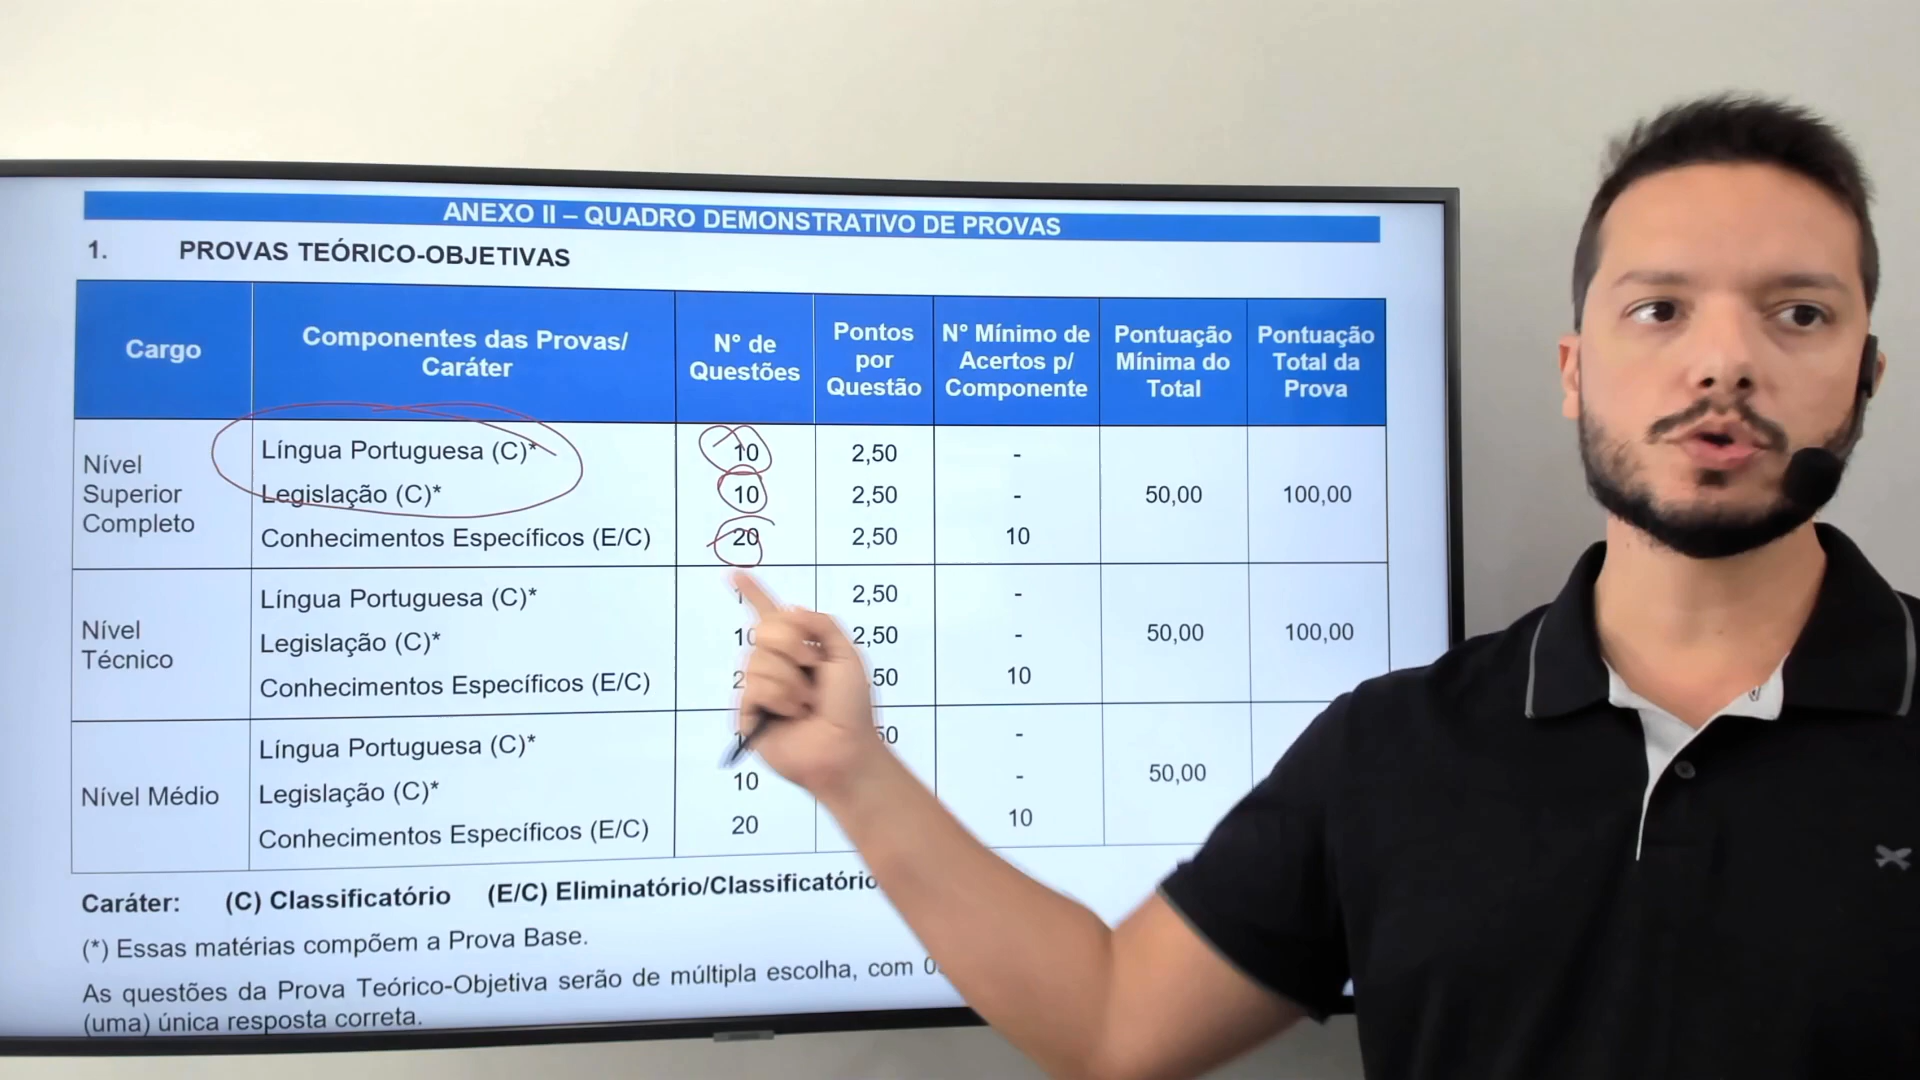 ANEXO II – QUADRO DEMONSTRATIVO DE PROVAS
1. PROVAS TEÓRICO-OBJETIVAS
Cargo
Componentes das Provas/
Caráter
N° de
Questões
Pontos
por
Questão
N° Mínimo de
Acertos p/
Componente
Pontuação
Mínima do
Total
Pontuação
Total da
Prova
Nível
Superior
Completo
Língua Portuguesa (C)* 10 2,50 -
Legislação (C)* 10 2,50 - 50,00 100,00
Conhecimentos Específicos (E/C) 20 2,50 10
Nível
Técnico
Língua Portuguesa (C)* 2,50 -
Legislação (C)* 10 2,50 - 50,00 100,00
Conhecimentos Específicos (E/C) 50 10
Nível Médio
Língua Portuguesa (C)* -
Legislação (C)* 10 - 50,00
Conhecimentos Específicos (E/C) 20 10
Caráter: (C) Classificatório (E/C) Eliminatório/Classificatório
(*) Essas matérias compõem a Prova Base.
As questões da Prova Teórico-Objetiva serão de múltipla escolha, com
(uma) única resposta correta.